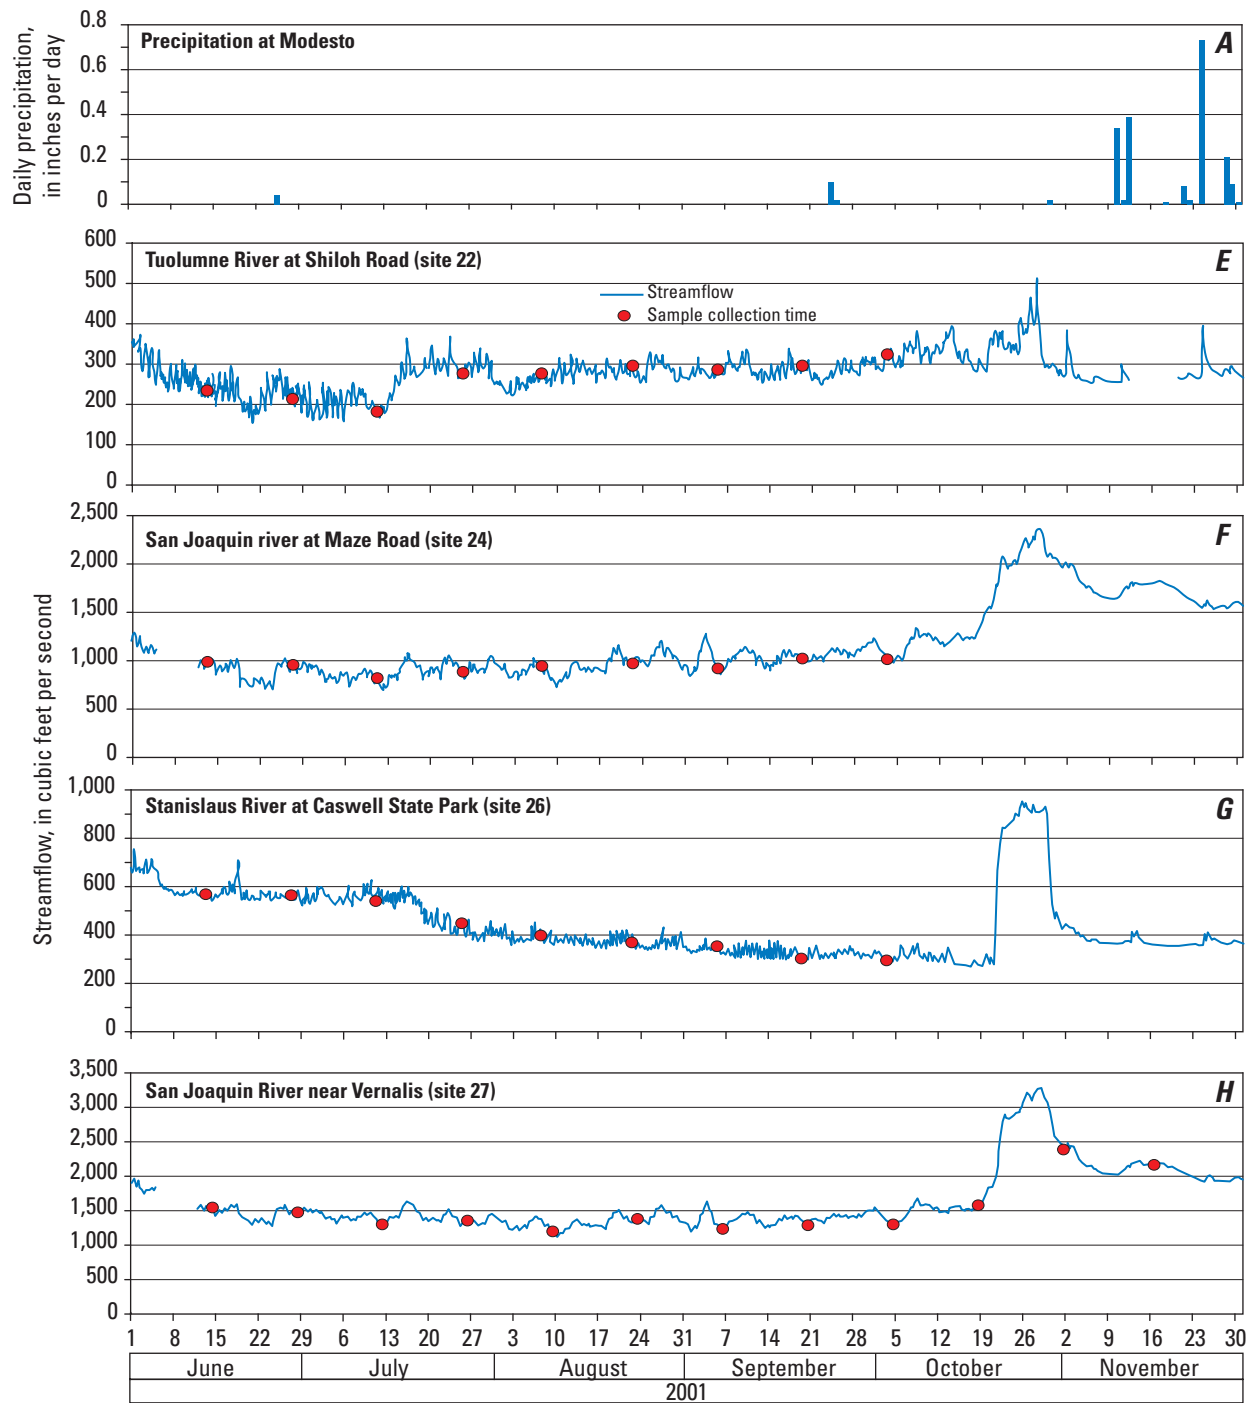 Daily precipitation,
in inches per day
0.8
0.6
0.4
0.2
0
Precipitation at Modesto
A
600
500
400
300
200
100
0
Tuolumne River at Shiloh Road (site 22)
E
Streamflow
Sample collection time
Streamflow, in cubic feet per second
2,500
2,000
1,500
1,000
500
0
San Joaquin river at Maze Road (site 24)
F
1,000
800
600
400
200
0
Stanislaus River at Caswell State Park (site 26)
G
3,500
3,000
2,500
2,000
1,500
1,000
500
0
San Joaquin River near Vernalis (site 27)
H
1 8 15 22 29 6 13 20 27 3 10 17 24 31 7 14 21 28 5 12 19 26 2 9 16 23 30
June July August September October November
2001